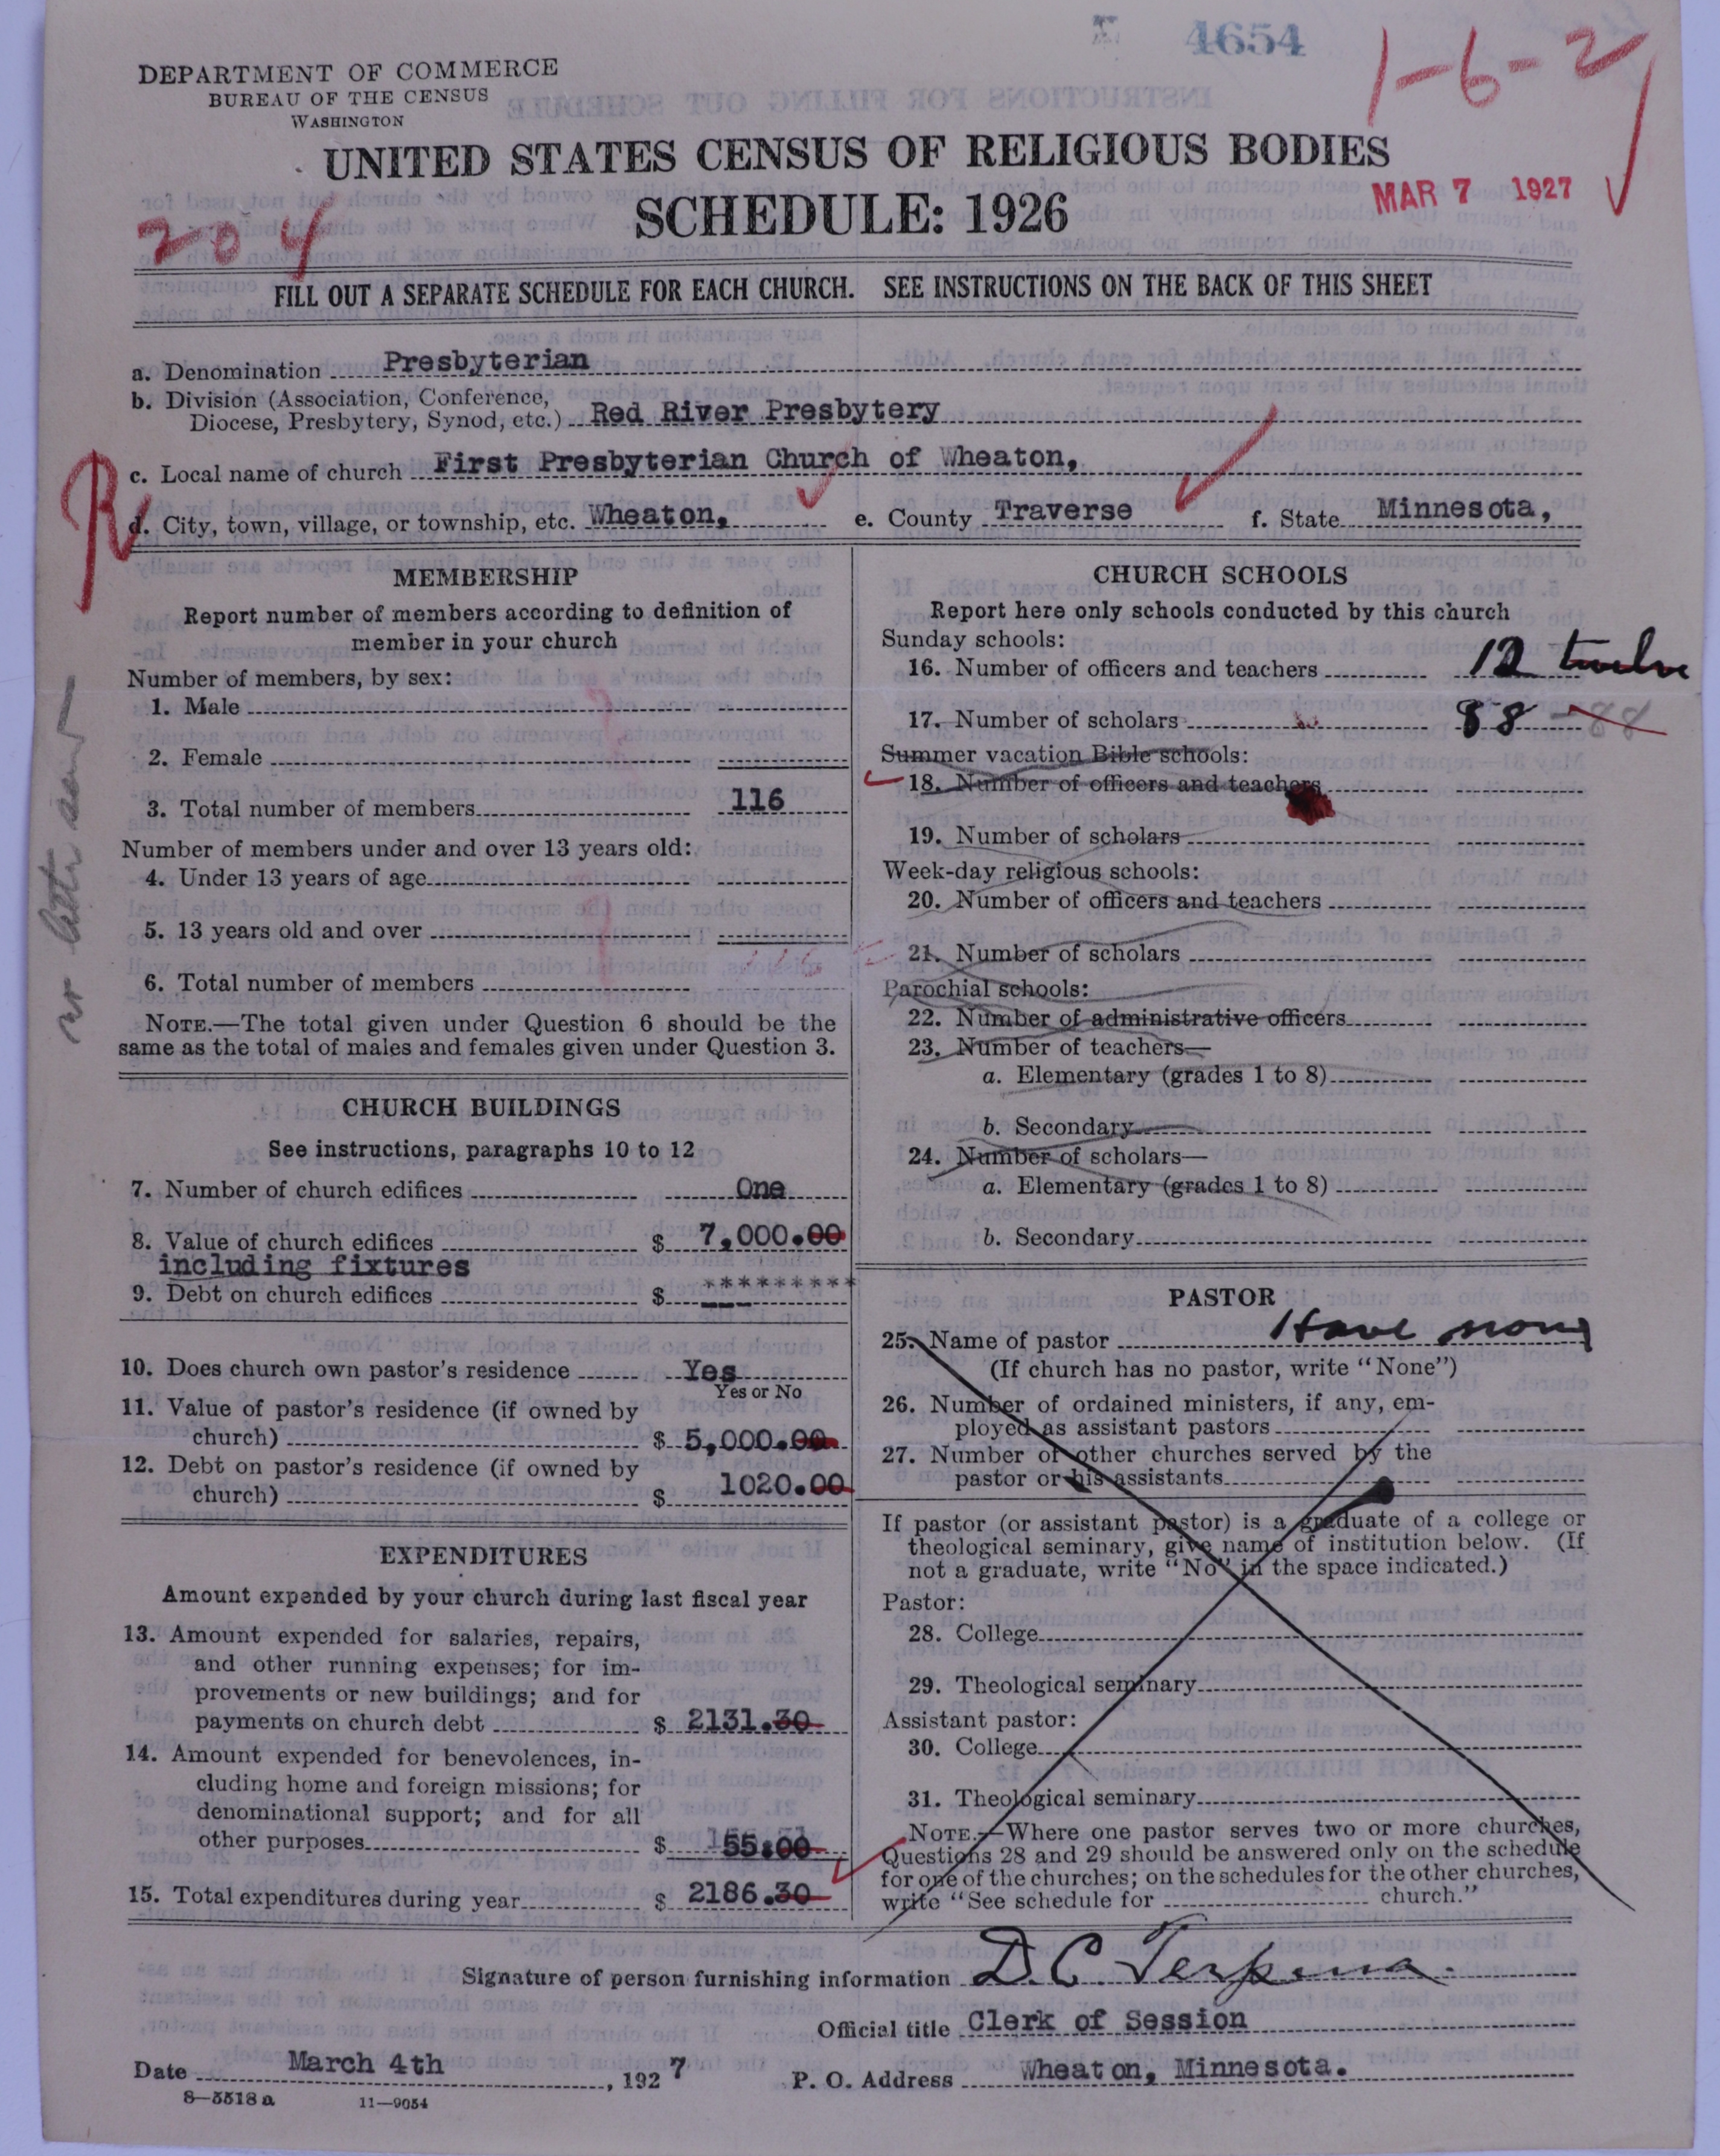 4654
1-6-2
DEPARTMENT OF COMMERCE
BUREAU OF THE CENSUS
WASHINGTON
UNITED STATES CENSUS OF RELIGIOUS BODIES
SCHEDULE: 1926
MAR 7 1927
204
FILL OUT A SEPARATE SCHEDULE FOR EACH CHURCH. SEE INSTRUCTIONS ON THE BACK OF THIS SHEET
a. Denomination Presbyterian
b. Division (Association, Conference,
Diocese, Presbytery, Synod, etc.) Red River Presbytery
c. Local name of church First Presbyterian Church of Wheaton,
R
d. City, town, village, or township, etc. Wheaton, e. County Traverse f. State Minnesota,
MEMBERSHIP
Report number of members according to definition of
member in your church
Number of members, by sex:
1. Male
2. Female
3. Total number of members 116
Number of members under and over 13 years old:
4. Under 13 years of age
5. 13 years old and over
6. Total number of members
NOTE.—The total given under Question 6 should be the
same as the total of males and females given under Question 3.
CHURCH BUILDINGS
See instructions, paragraphs 10 to 12
7. Number of church edifices One
8. Value of church edifices $ 7,000.00
including fixtures
9. Debt on church edifices $ *********
10. Does church own pastor's residence Yes
Yes or No
11. Value of pastor's residence (if owned by
church) $ 5,000.00
12. Debt on pastor's residence (if owned by
church) $ 1020.00
EXPENDITURES
Amount expended by your church during last fiscal year
13. Amount expended for salaries, repairs,
and other running expenses; for im-
provements or new buildings; and for
payments on church debt $ 2131.30
14. Amount expended for benevolences, in-
cluding home and foreign missions; for
denominational support; and for all
other purposes $ 55.00
15. Total expenditures during year $ 2186.30
CHURCH SCHOOLS
Report here only schools conducted by this church
Sunday schools:
16. Number of officers and teachers 12 twelve
17. Number of scholars 88 -88
Summer vacation Bible schools:
18. Number of officers and teachers
19. Number of scholars
Week-day religious schools:
20. Number of officers and teachers
21. Number of scholars
Parochial schools:
22. Number of administrative officers
23. Number of teachers—
a. Elementary (grades 1 to 8)
b. Secondary
24. Number of scholars—
a. Elementary (grades 1 to 8)
b. Secondary
PASTOR
25. Name of pastor Have none
(If church has no pastor, write "None")
26. Number of ordained ministers, if any, em-
ployed as assistant pastors
27. Number of other churches served by the
pastor or his assistants
If pastor (or assistant pastor) is a graduate of a college or
theological seminary, give name of institution below. (If
not a graduate, write "No" in the space indicated.)
Pastor:
28. College
29. Theological seminary
Assistant pastor:
30. College
31. Theological seminary
NOTE.—Where one pastor serves two or more churches,
Questions 28 and 29 should be answered only on the schedule
for one of the churches; on the schedules for the other churches,
write "See schedule for church."
Signature of person furnishing information D.C.
Official title Clerk of Session
Date March 4th, 1927 P. O. Address Wheaton, Minnesota.
8—5518a 11—9054